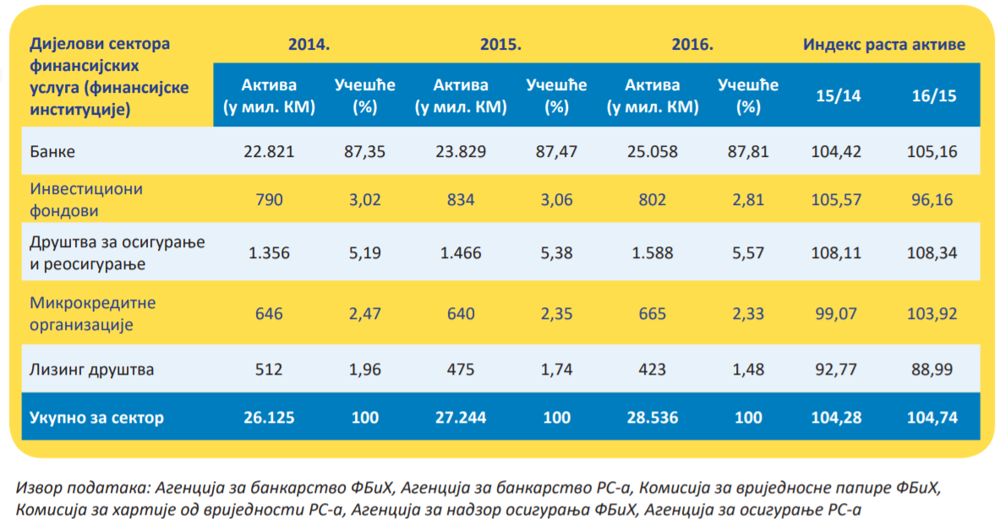 Дијелови сектора финансијских услуга (финансијске институције) 2014. 2015. 2016. Индекс раста активе
Актива (у мил. КМ) Учешће (%) Актива (у мил. КМ) Учешће (%) Актива (у мил. КМ) Учешће (%) 15/14 16/15
Банке 22.821 87,35 23.829 87,47 25.058 87,81 104,42 105,16
Инвестициони фондови 790 3,02 834 3,06 802 2,81 105,57 96,16
Друштва за осигурање и реосигурање 1.356 5,19 1.466 5,38 1.588 5,57 108,11 108,34
Микрокредитне организације 646 2,47 640 2,35 665 2,33 99,07 103,92
Лизинг друштва 512 1,96 475 1,74 423 1,48 92,77 88,99
Укупно за сектор 26.125 100 27.244 100 28.536 100 104,28 104,74
Извор података: Агенција за банкарство ФБиХ, Агенција за банкарство РС-а, Комисија за вриједносне папире ФБиХ,
Комисија за хартије од вриједности РС-а, Агенција за надзор осигурања ФБиХ, Агенција за осигурање РС-а